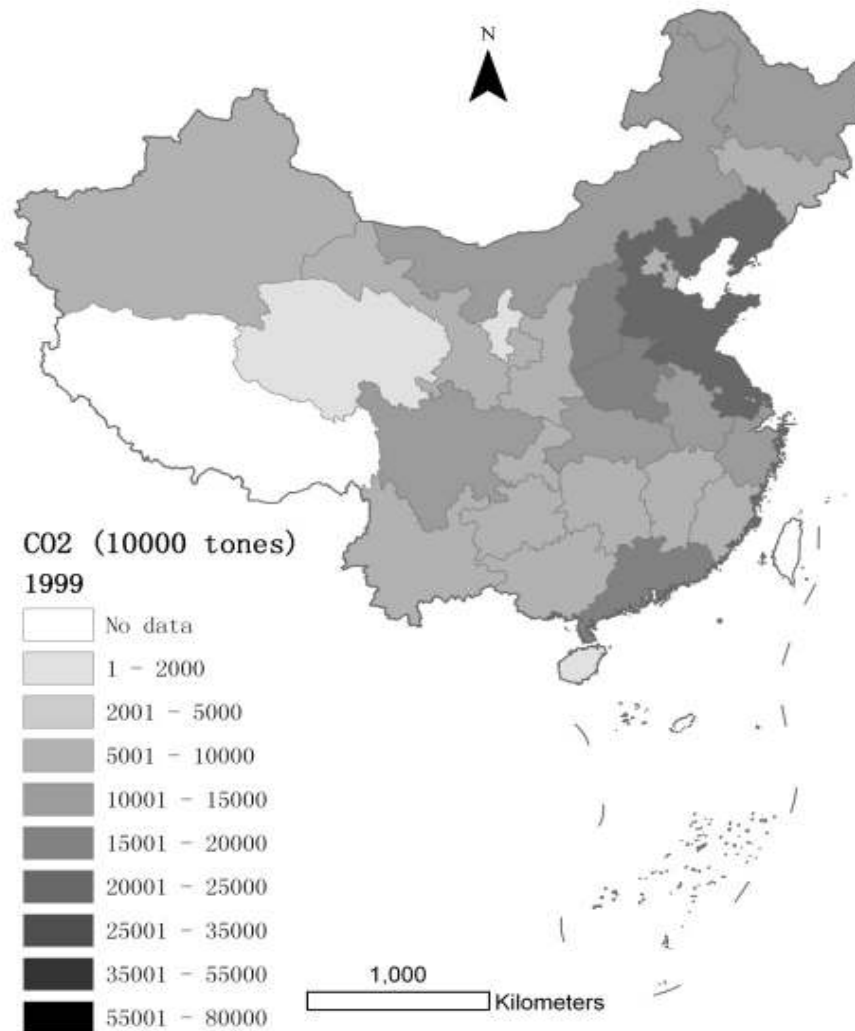 N
CO2 (10000 tones)
1999
No data
1 - 2000
2001 - 5000
5001 - 10000
10001 - 15000
15001 - 20000
20001 - 25000
25001 - 35000
35001 - 55000
55001 - 80000
1,000
Kilometers